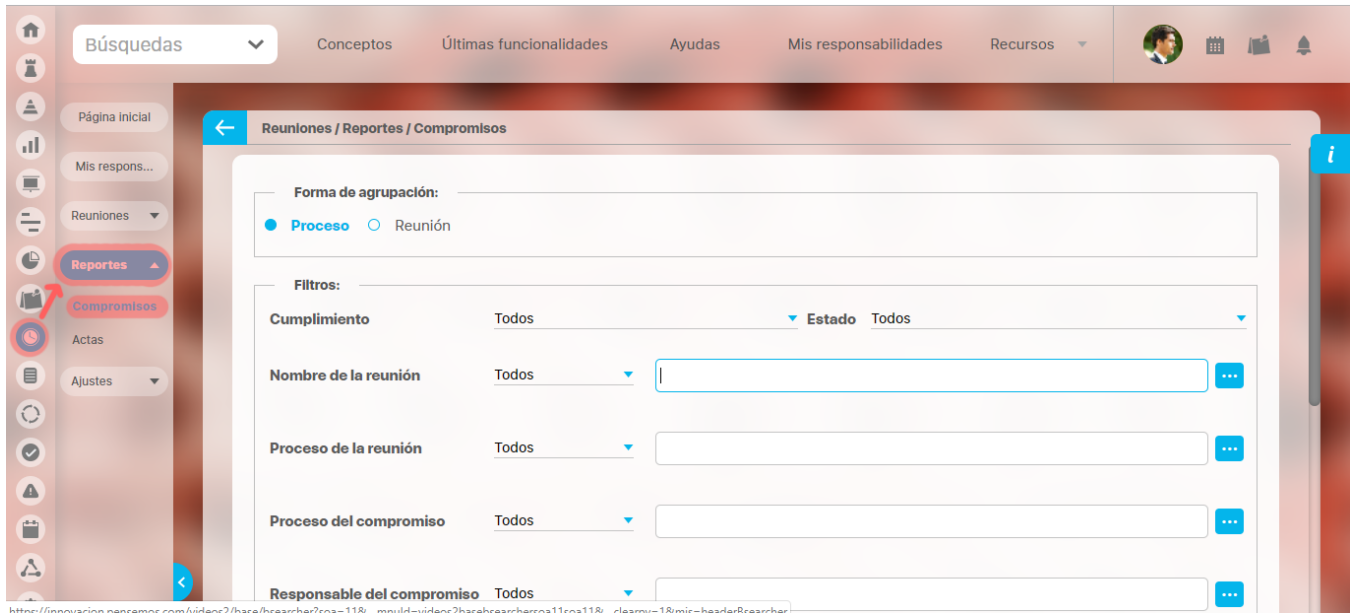 Búsquedas Conceptos Últimas funcionalidades Ayudas Mis responsabilidades Recursos
Página inicial
Mis respons...
Reuniones
Reportes
Compromisos
Actas
Ajustes
Reuniones / Reportes / Compromisos
i
Forma de agrupación:
Proceso Reunión
Filtros:
Cumplimiento Todos Estado Todos
Nombre de la reunión Todos
Proceso de la reunión Todos
Proceso del compromiso Todos
Responsable del compromiso Todos